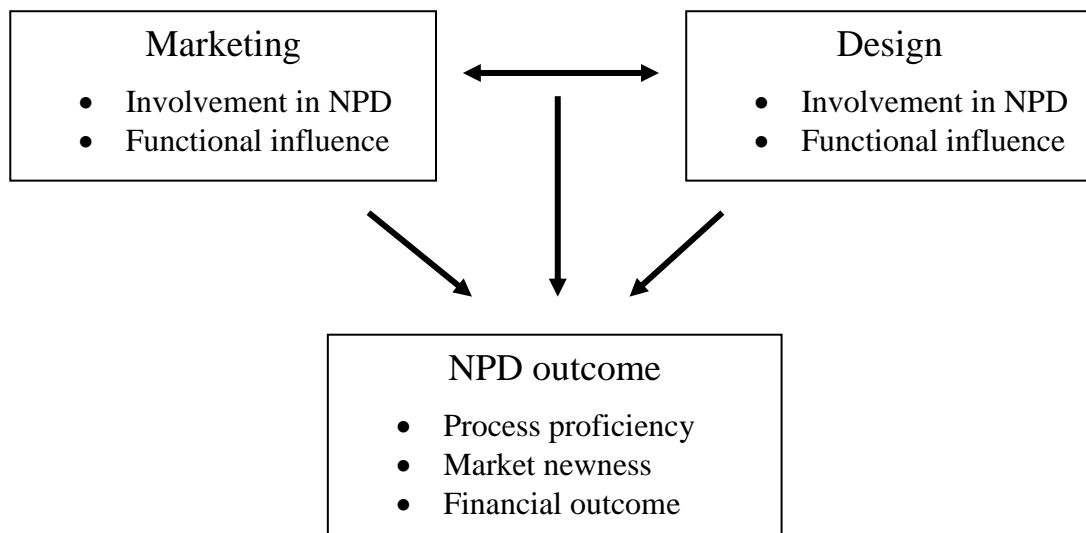 Marketing
• Involvement in NPD
• Functional influence
Design
• Involvement in NPD
• Functional influence
NPD outcome
• Process proficiency
• Market newness
• Financial outcome